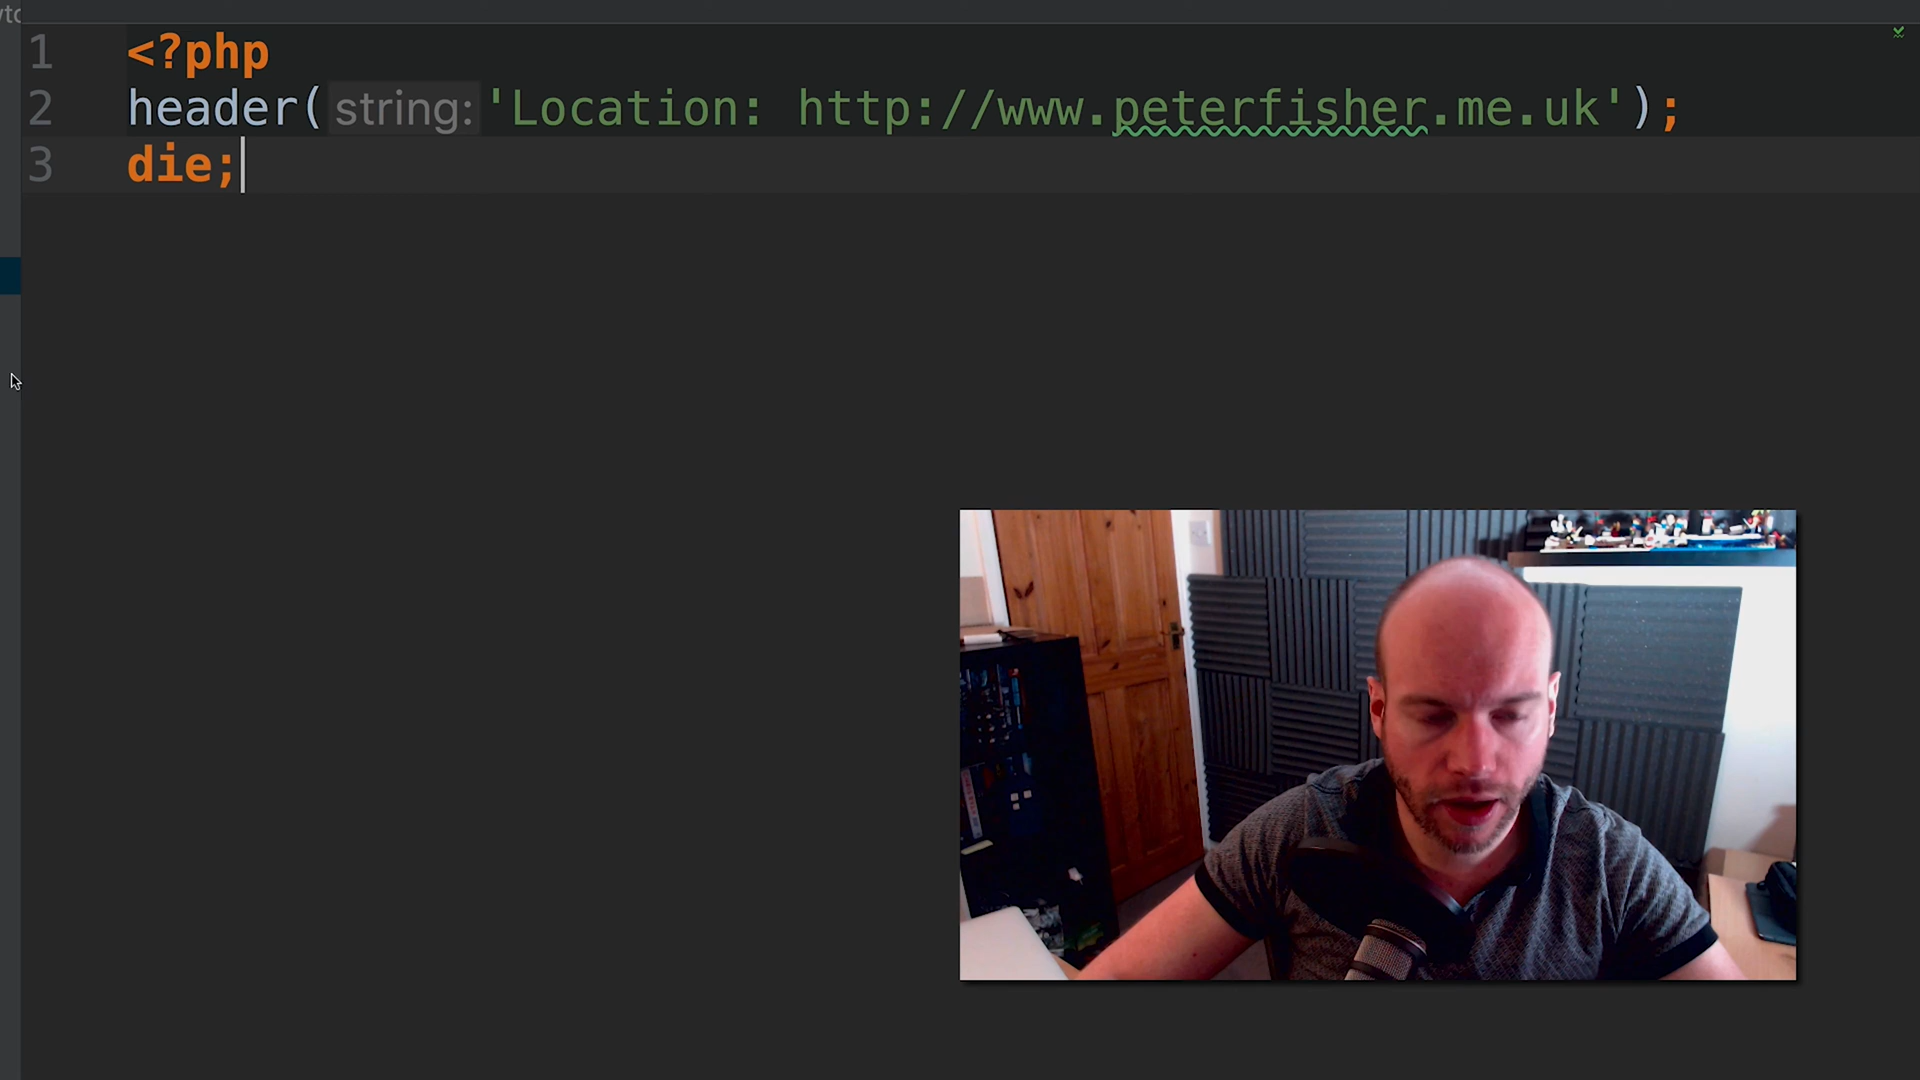 1 <?php
2 header( string: 'Location: http://www.peterfisher.me.uk');
3 die;